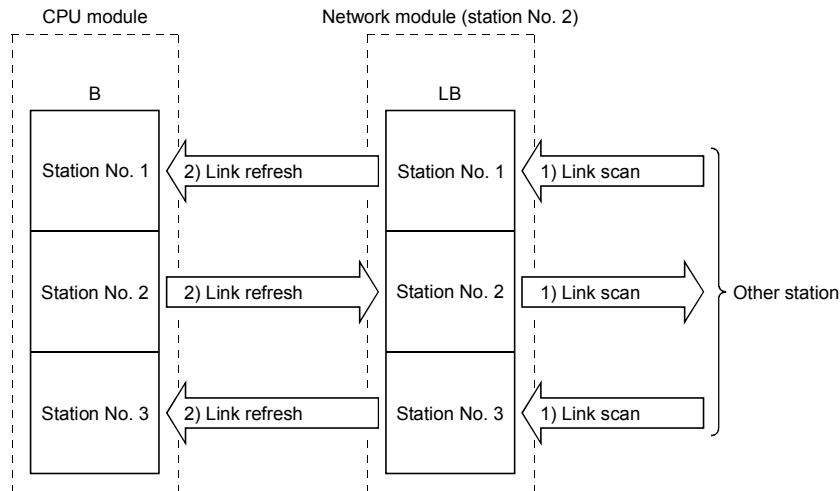 CPU module
Network module (station No. 2)
B
LB
Station No. 1
2) Link refresh
Station No. 1
1) Link scan
Station No. 2
2) Link refresh
Station No. 2
1) Link scan
Other station
Station No. 3
2) Link refresh
Station No. 3
1) Link scan